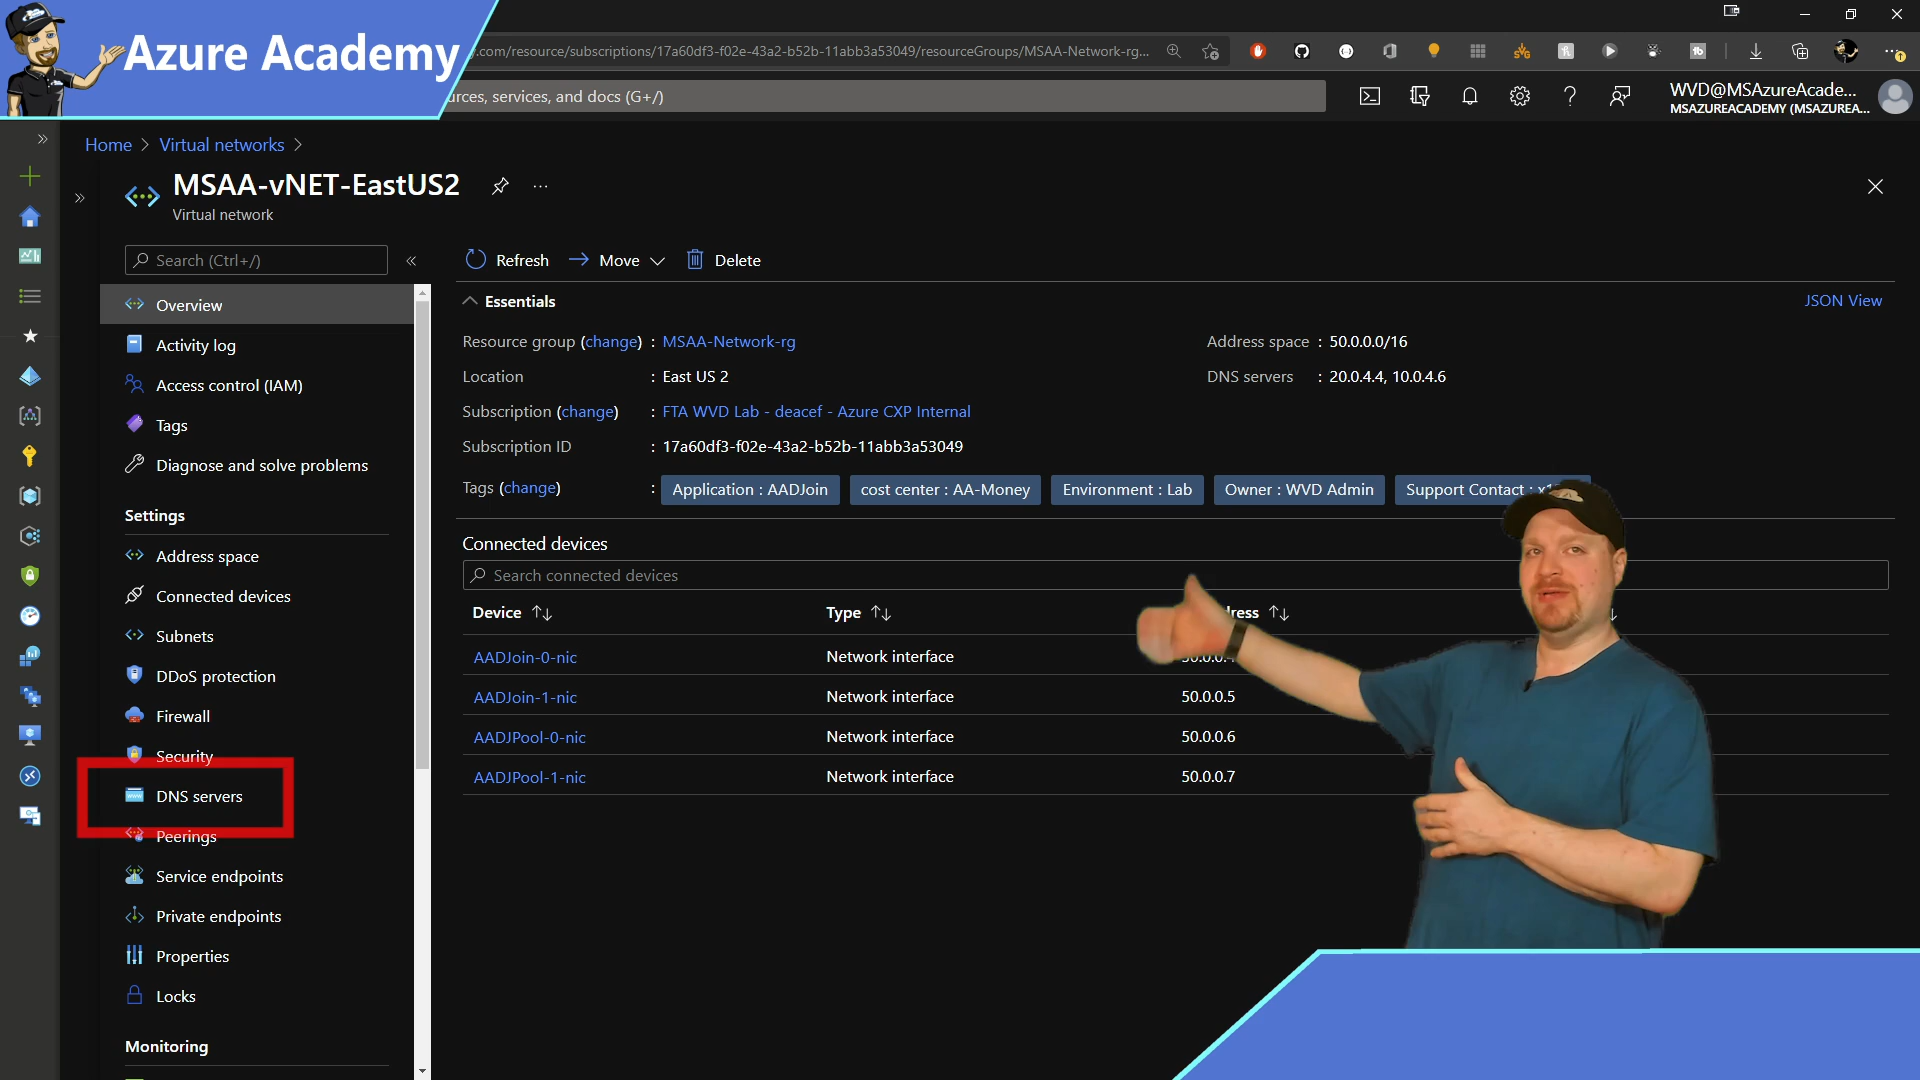 Azure Academy
.com/resource/subscriptions/17a60df3-f02e-43a2-b52b-11abb3a53049/resourceGroups/MSAA-Network-rg...
services, and docs (G+/)
WVD@MSAzureAcade...
MSAZUREACADEMY (MSAZUREA...
Home > Virtual networks >
MSAA-vNET-EastUS2
Virtual network
Search (Ctrl+/)
Refresh
Move
Delete
Overview
Activity log
Access control (IAM)
Tags
Diagnose and solve problems
Settings
Address space
Connected devices
Subnets
DDoS protection
Firewall
Security
DNS servers
Peerings
Service endpoints
Private endpoints
Properties
Locks
Monitoring
Essentials
JSON View
Resource group (change) : MSAA-Network-rg
Location : East US 2
Subscription (change) : FTA WVD Lab - deacef - Azure CXP Internal
Subscription ID : 17a60df3-f02e-43a2-b52b-11abb3a53049
Address space : 50.0.0.0/16
DNS servers : 20.0.4.4, 10.0.4.6
Tags (change) : Application : AADJoin cost center : AA-Money Environment : Lab Owner : WVD Admin Support Contact :
Connected devices
Search connected devices
Device Type
AADJoin-0-nic Network interface
AADJoin-1-nic Network interface 50.0.0.5
AADJPool-0-nic Network interface 50.0.0.6
AADJPool-1-nic Network interface 50.0.0.7